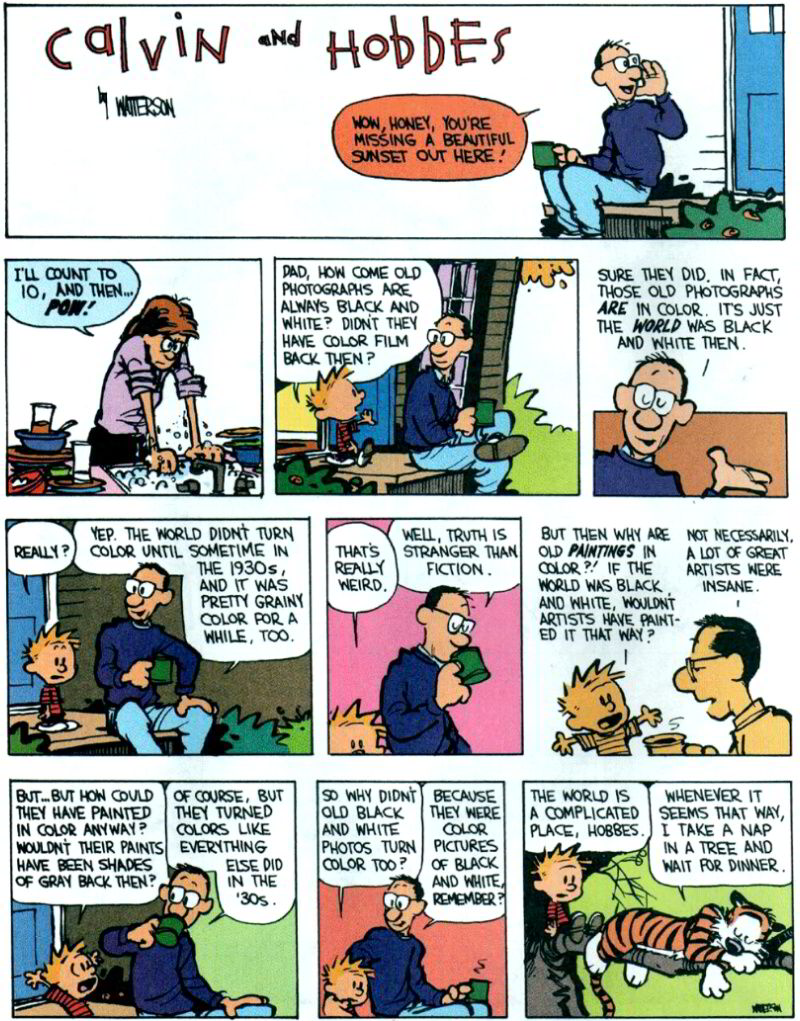 CALVIN AND HOBBES
by WATTERSON
WOW, HONEY, YOU'RE
MISSING A BEAUTIFUL
SUNSET OUT HERE!
I'LL COUNT TO
10, AND THEN...
POW!
DAD, HOW COME OLD
PHOTOGRAPHS ARE
ALWAYS BLACK AND
WHITE? DIDN'T THEY
HAVE COLOR FILM
BACK THEN?
SURE THEY DID. IN FACT,
THOSE OLD PHOTOGRAPHS
ARE IN COLOR. IT'S JUST
THE WORLD WAS BLACK
AND WHITE THEN.
REALLY?
YEP. THE WORLD DIDN'T TURN
COLOR UNTIL SOMETIME IN
THE 1930s,
AND IT WAS
PRETTY GRAINY
COLOR FOR A
WHILE, TOO.
THAT'S
REALLY
WEIRD.
WELL, TRUTH IS
STRANGER THAN
FICTION.
BUT THEN WHY ARE
OLD PAINTINGS IN
COLOR?! IF THE
WORLD WAS BLACK
AND WHITE, WOULDN'T
ARTISTS HAVE PAINT-
ED IT THAT WAY?
NOT NECESSARILY.
A LOT OF GREAT
ARTISTS WERE
INSANE.
BUT... BUT HOW COULD
THEY HAVE PAINTED
IN COLOR ANYWAY?
WOULDN'T THEIR PAINTS
HAVE BEEN SHADES
OF GRAY BACK THEN?
OF COURSE, BUT
THEY TURNED
COLORS LIKE
EVERYTHING
ELSE DID
IN THE
'30s.
SO WHY DIDN'T
OLD BLACK
AND WHITE
PHOTOS TURN
COLOR TOO?
BECAUSE
THEY WERE
COLOR
PICTURES
OF BLACK
AND WHITE,
REMEMBER?
THE WORLD IS
A COMPLICATED
PLACE, HOBBES.
WHENEVER IT
SEEMS THAT WAY,
I TAKE A NAP
IN A TREE AND
WAIT FOR DINNER.
WATTERSON